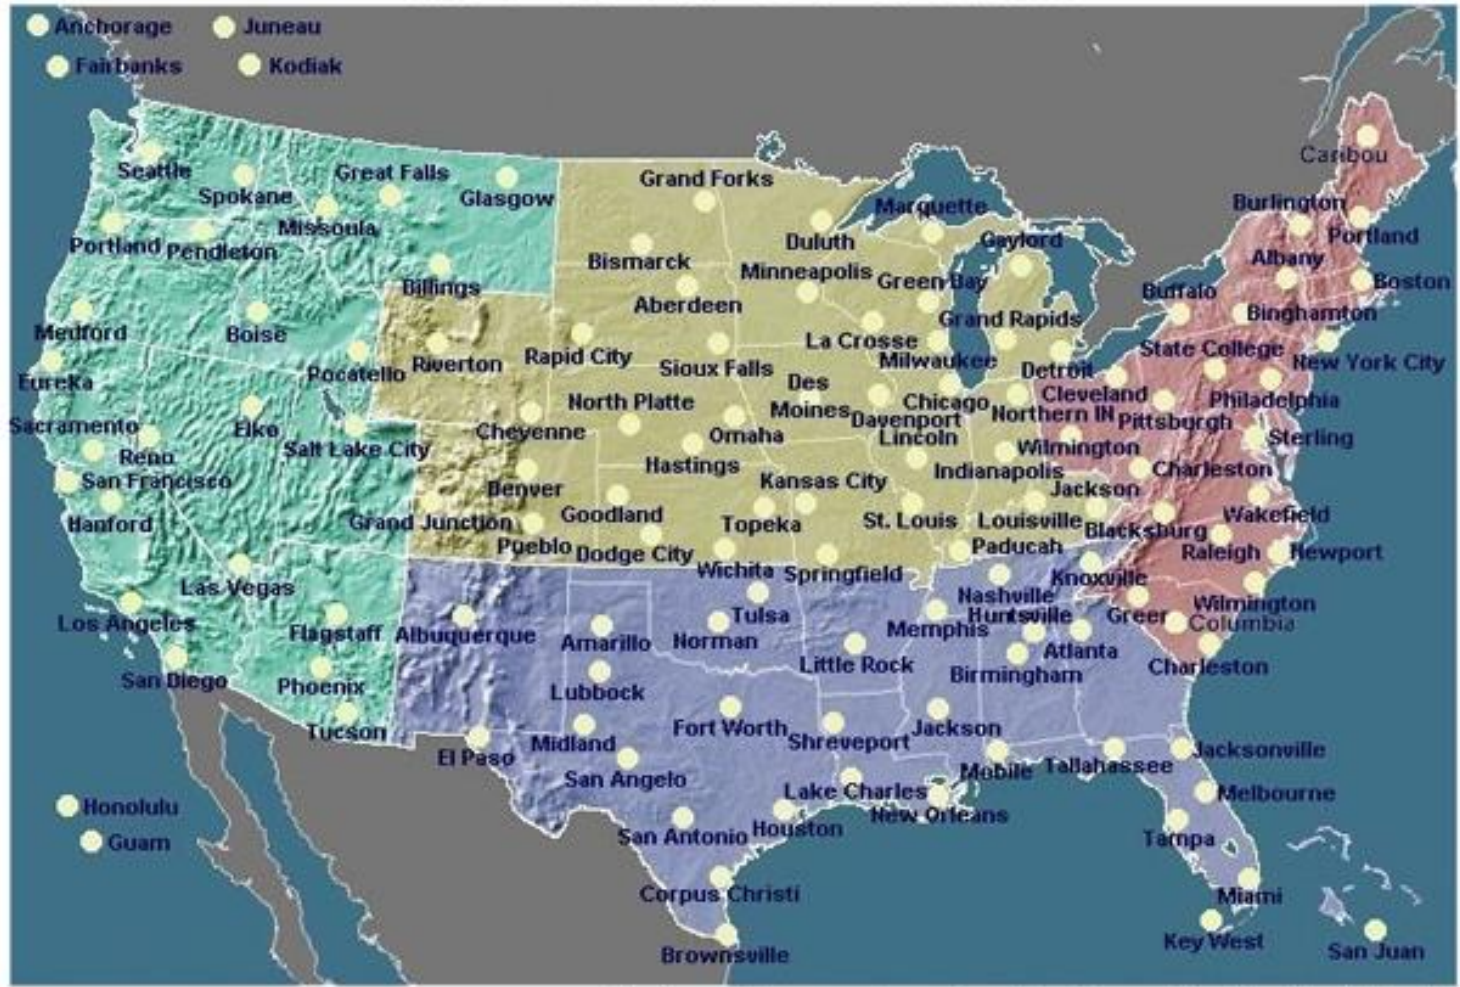 Anchorage
Juneau
Fairbanks
Kodiak
Caribou
Seattle
Great Falls
Spokane
Glasgow
Grand Forks
Marquette
Burlington
Missoula
Portland
Pendleton
Duluth
Gaylord
Portland
Bismarck
Minneapolis
Albany
Billings
Green Bay
Boston
Aberdeen
Buffalo
Medford
Boise
Grand Rapids
Binghamton
La Crosse
Riverton
Rapid City
Sioux Falls
Milwaukee
State College
New York City
Eureka
Pocatello
Des
Moines
Detroit
Cleveland
North Platte
Chicago
Philadelphia
Davenport
Northern IN
Pittsburgh
Sacramento
Elko
Cheyenne
Omaha
Lincoln
Sterling
Reno
Salt Lake City
Hastings
Wilmington
Indianapolis
Charleston
San Francisco
Denver
Kansas City
Jackson
Hanford
Grand Junction
Goodland
Topeka
St. Louis
Louisville
Blacksburg
Wakefield
Pueblo
Dodge City
Paducah
Raleigh
Newport
Wichita
Springfield
Knoxville
Las Vegas
Nashville
Los Angeles
Flagstaff
Albuquerque
Amarillo
Norman
Tulsa
Memphis
Huntsville
Greer
Wilmington
Columbia
Little Rock
Atlanta
San Diego
Phoenix
Lubbock
Birmingham
Charleston
Tucson
Fort Worth
Shreveport
Jackson
El Paso
Midland
San Angelo
Mobile
Tallahassee
Jacksonville
Lake Charles
Melbourne
Honolulu
San Antonio
Houston
New Orleans
Guam
Tampa
Corpus Christi
Miami
Key West
San Juan
Brownsville